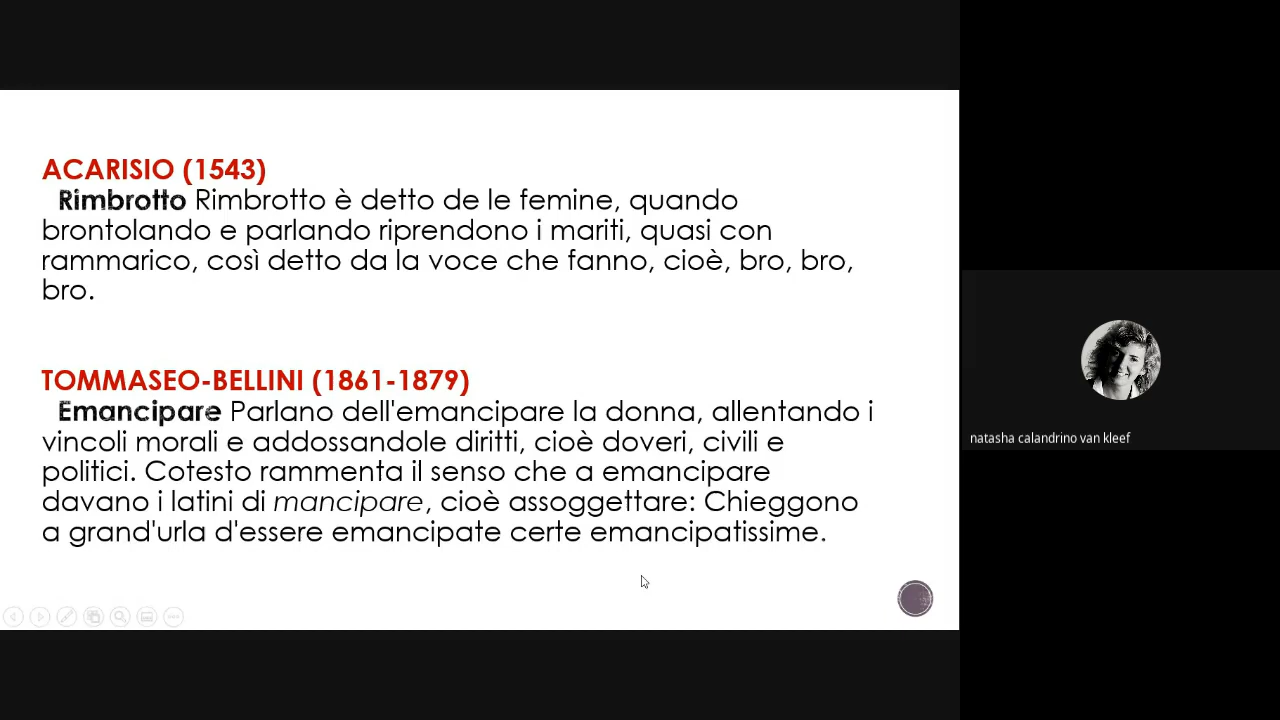 ACARISIO (1543)
Rimbrotto Rimbrotto è detto de le femine, quando
brontolando e parlando riprendono i mariti, quasi con
rammarico, così detto da la voce che fanno, cioè, bro, bro,
bro.
TOMMASEO-BELLINI (1861-1879)
Emancipare Parlano dell'emancipare la donna, allentando i
vincoli morali e addossandole diritti, cioè doveri, civili e
politici. Cotesto rammenta il senso che a emancipare
davano i latini di mancipare, cioè assoggettare: Chieggono
a grand'urla d'essere emancipate certe emancipatissime.
natasha calandrino van kleef